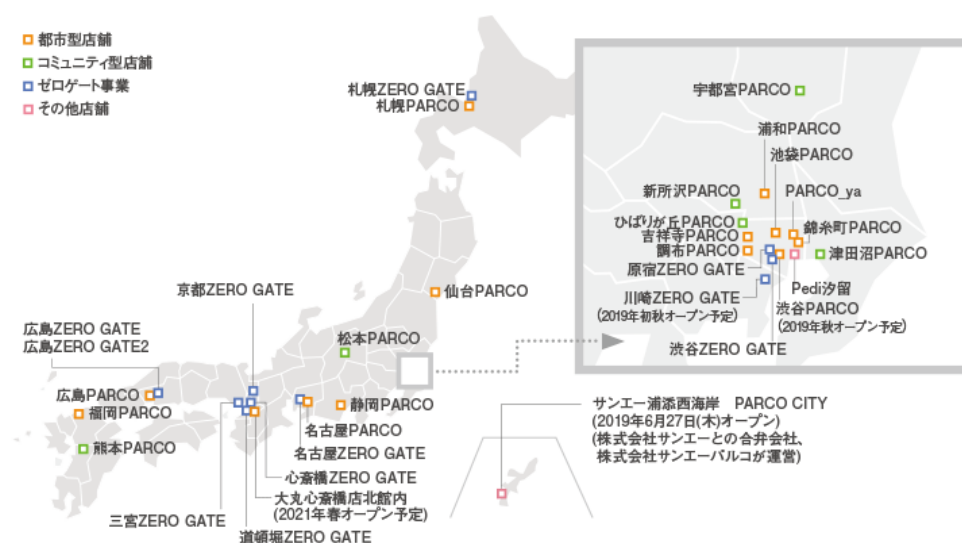 都市型店舗
コミュニティ型店舗
ゼロゲート事業
その他店舗
札幌ZERO GATE
札幌PARCO
仙台PARCO
京都ZERO GATE
松本PARCO
広島ZERO GATE
広島ZERO GATE2
広島PARCO
福岡PARCO
熊本PARCO
静岡PARCO
名古屋PARCO
名古屋ZERO GATE
心斎橋ZERO GATE
大丸心斎橋店北館内
(2021年春オープン予定)
三宮ZERO GATE
道頓堀ZERO GATE
宇都宮PARCO
浦和PARCO
池袋PARCO
新所沢PARCO
PARCO_ya
ひばりが丘PARCO
錦糸町PARCO
吉祥寺PARCO
調布PARCO
津田沼PARCO
原宿ZERO GATE
Pedi汐留
川崎ZERO GATE
(2019年初秋オープン予定)
渋谷PARCO
(2019年秋オープン予定)
渋谷ZERO GATE
サンエー浦添西海岸　PARCO CITY
(2019年6月27日(木)オープン)
(株式会社サンエーとの合弁会社、
株式会社サンエーパルコが運営)